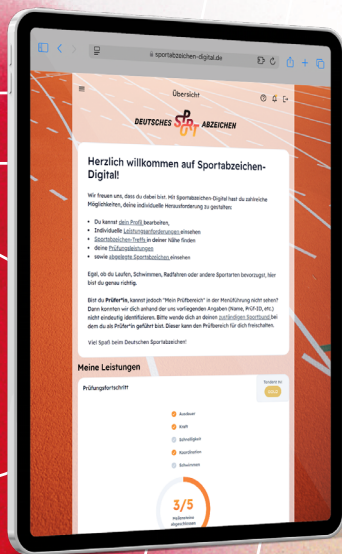 sportabzeichen-digital.de
Übersicht
DEUTSCHES SPORT ABZEICHEN
Herzlich willkommen auf Sportabzeichen-
Digital!
Wir freuen uns, dass du dabei bist. Mit Sportabzeichen-Digital hast du zahlreiche
Möglichkeiten, deine individuelle Herausforderung zu gestalten:
• Du kannst dein Profil bearbeiten,
• Individuelle Leistungsanforderungen einsehen
• Sportabzeichen-Treffs in deiner Nähe finden
• deine Prüfungsleistungen
• sowie abgelegte Sportabzeichen einsehen
Egal, ob du Laufen, Schwimmen, Radfahren oder andere Sportarten bevorzugst, hier
bist du genau richtig.
Bist du Prüfer*in, kannst jedoch "Mein Prüfbereich" in der Menüführung nicht sehen?
Dann konnten wir dich anhand der uns vorliegenden Angaben (Name, Prüf-ID, etc.)
nicht eindeutig identifizieren. Bitte wende dich an deinen zuständigen Sportbund bei
dem du als Prüfer*in geführt bist. Dieser kann den Prüfbereich für dich freischalten.
Viel Spaß beim Deutschen Sportabzeichen!
Meine Leistungen
Prüfungsfortschritt
Tendenz zu
GOLD
Ausdauer
Kraft
Schnelligkeit
Koordination
Schwimmen
3/5
abgeschlossen